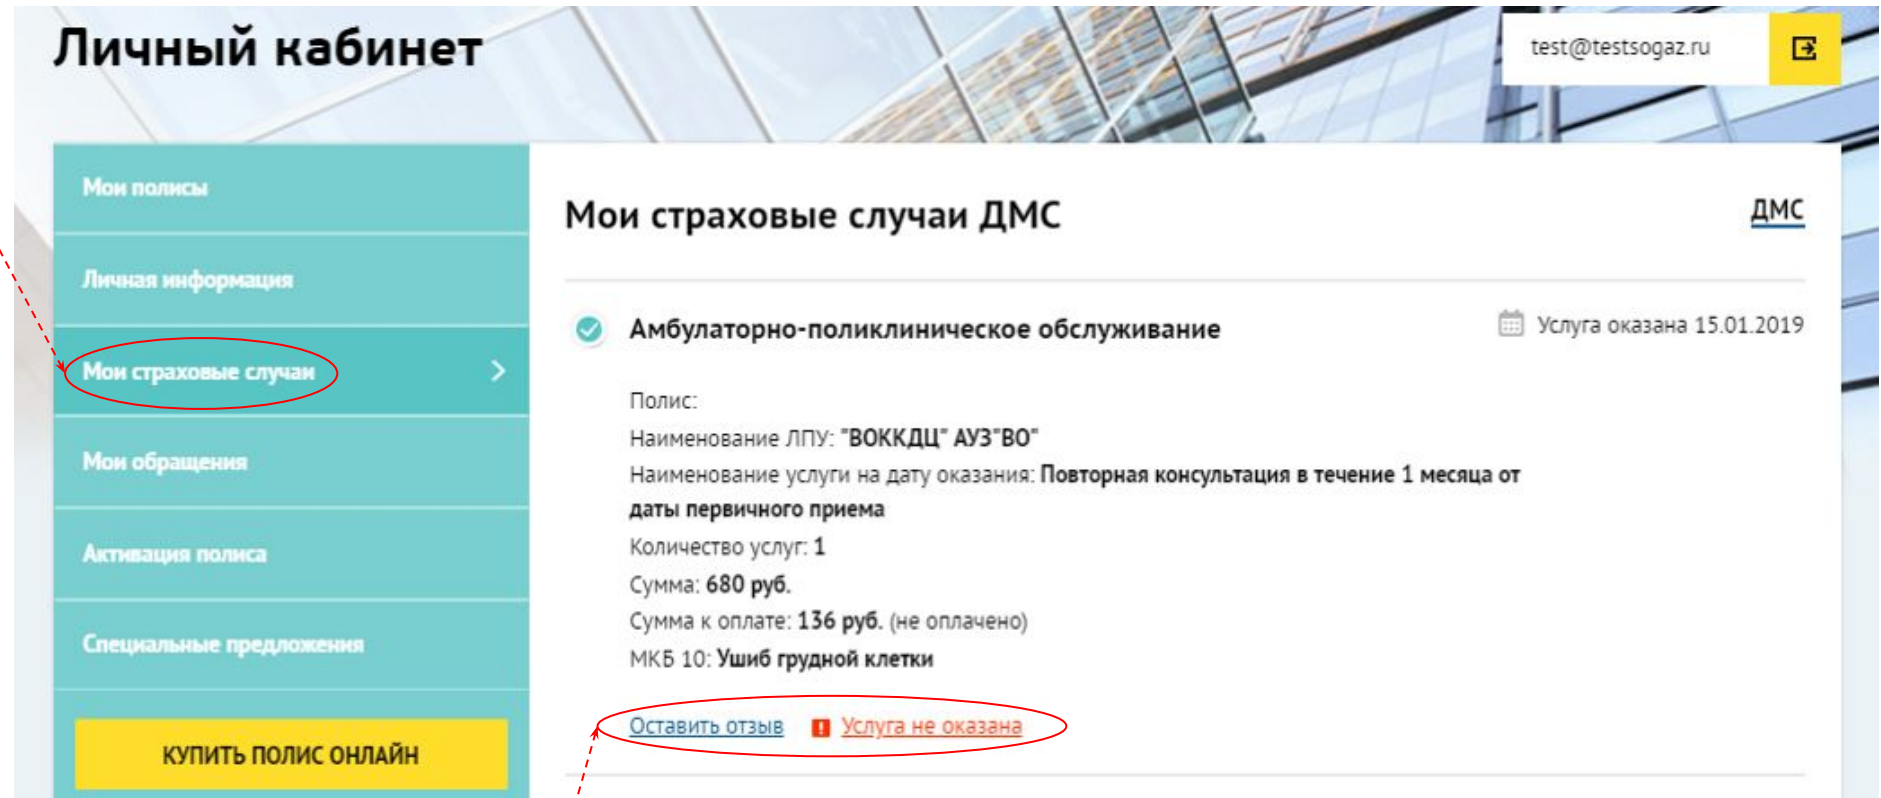 Личный кабинет
test@testsogaz.ru
Мои полисы
Личная информация
Мои страховые случаи
Мои обращения
Активация полиса
Специальные предложения
КУПИТЬ ПОЛИС ОНЛАЙН
Мои страховые случаи ДМС
ДМС
Амбулаторно-поликлиническое обслуживание
Услуга оказана 15.01.2019
Полис:
Наименование ЛПУ: "ВОККДЦ" АУЗ"ВО"
Наименование услуги на дату оказания: Повторная консультация в течение 1 месяца от
даты первичного приема
Количество услуг: 1
Сумма: 680 руб.
Сумма к оплате: 136 руб. (не оплачено)
МКБ 10: Ушиб грудной клетки
Оставить отзыв
Услуга не оказана